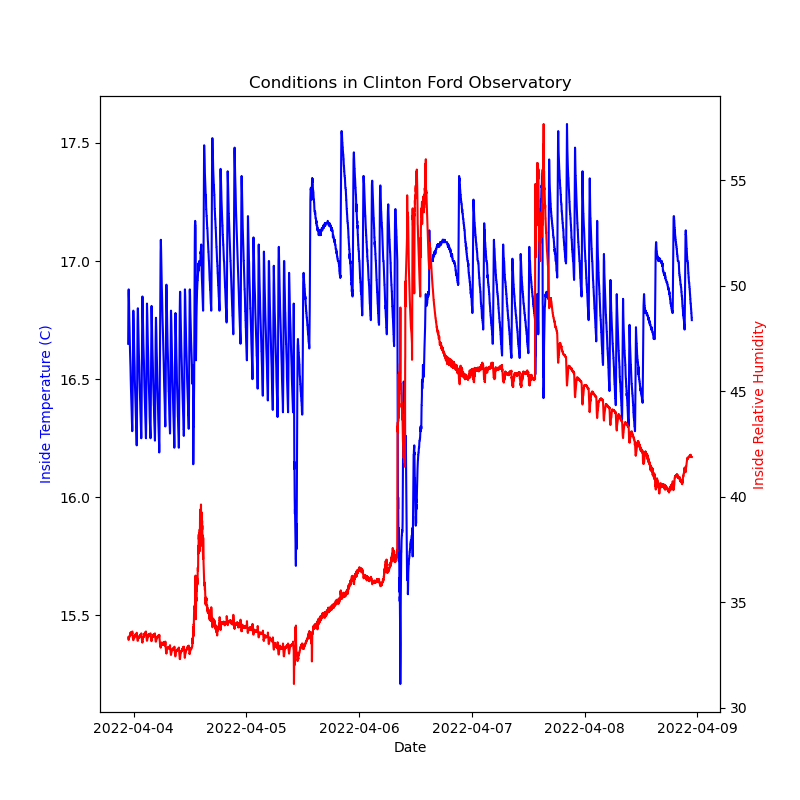 Conditions in Clinton Ford Observatory
17.5
17.0
16.5
16.0
15.5
Inside Temperature (C)
55
50
45
40
35
30
Inside Relative Humidity
2022-04-04 2022-04-05 2022-04-06 2022-04-07 2022-04-08 2022-04-09
Date